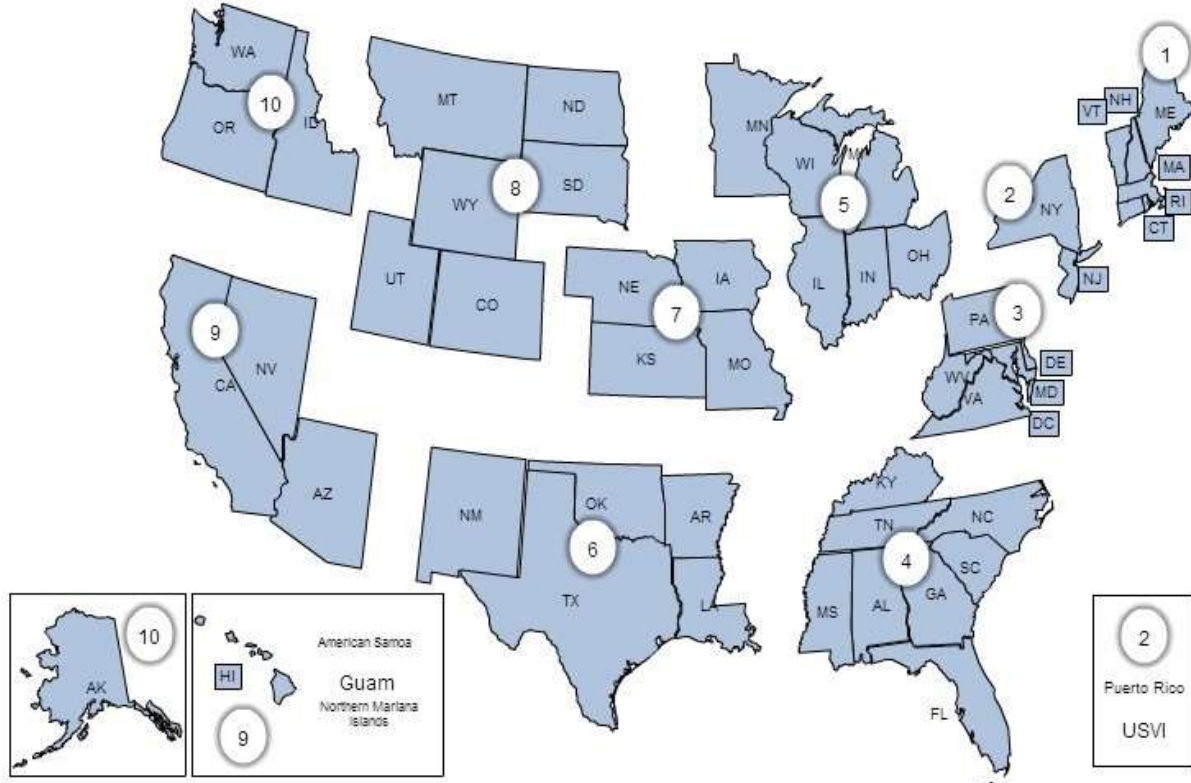 WA
10
OR
ID
MT
ND
8
SD
WY
UT
CO
MN
WI
MI
5
IL
IN
OH
1
NH
VT
ME
MA
RI
CT
2
NY
NJ
9
NV
CA
AZ
NE
IA
7
KS
MO
3
PA
DE
WV
MD
VA
DC
NM
OK
AR
6
TX
LA
KY
TN
NC
4
SC
MS
AL
GA
FL
10
AK
American Samoa
HI
Guam
Northern Mariana
Islands
9
2
Puerto Rico
USVI